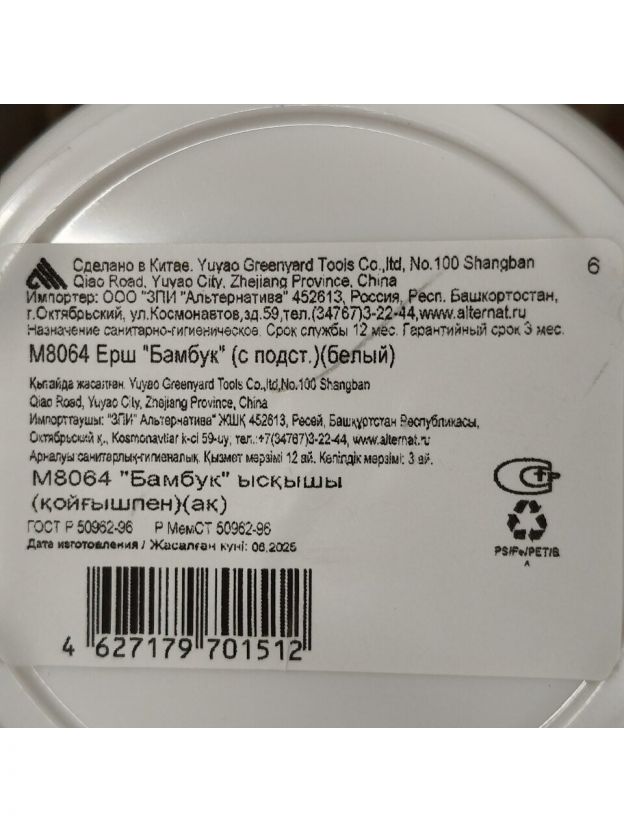 Сделано в Китае. Yuyao Greenyard Tools Co.,ltd, No.100 Shangban
Qiao Road, Yuyao City, Zhejiang Province, China
6
Импортер: ООО "ЗПИ "Альтернатива" 452613, Россия, Респ. Башкортостан,
г.Октябрьский, ул.Космонавтов,зд.59,тел.(34767)3-22-44,www.alternat.ru
Назначение санитарно-гигиеническое. Срок службы 12 мес. Гарантийный срок 3 мес.
М8064 Ерш "Бамбук" (с подст.)(белый)
Қытайда жасалған. Yuyao Greenyard Tools Co.,ltd,No.100 Shangban
Qiao Road, Yuyao City, Zhejiang Province, China
Импорттаушы: "ЗПИ" Альтернатива" ЖШҚ 452613, Ресей, Башқұртстан Республикасы,
Октябрьский қ., Kosmonavtlar k-ci 59-uy, тел.:+7(34767)3-22-44, www.alternat.ru
Арналуы санитарлық-гигиеналық. Қызмет мерзімі 12 ай. Кепілдік мерзімі: 3 ай.
М8064 "Бамбук" ысқышы
(қойғышпен)(ақ)
ГОСТ Р 50962-96 Р МемСТ 50962-96
Дата изготовления / Жасалған күні: 06.2025
PS/Fe/PET/B
A
4 627179 701512